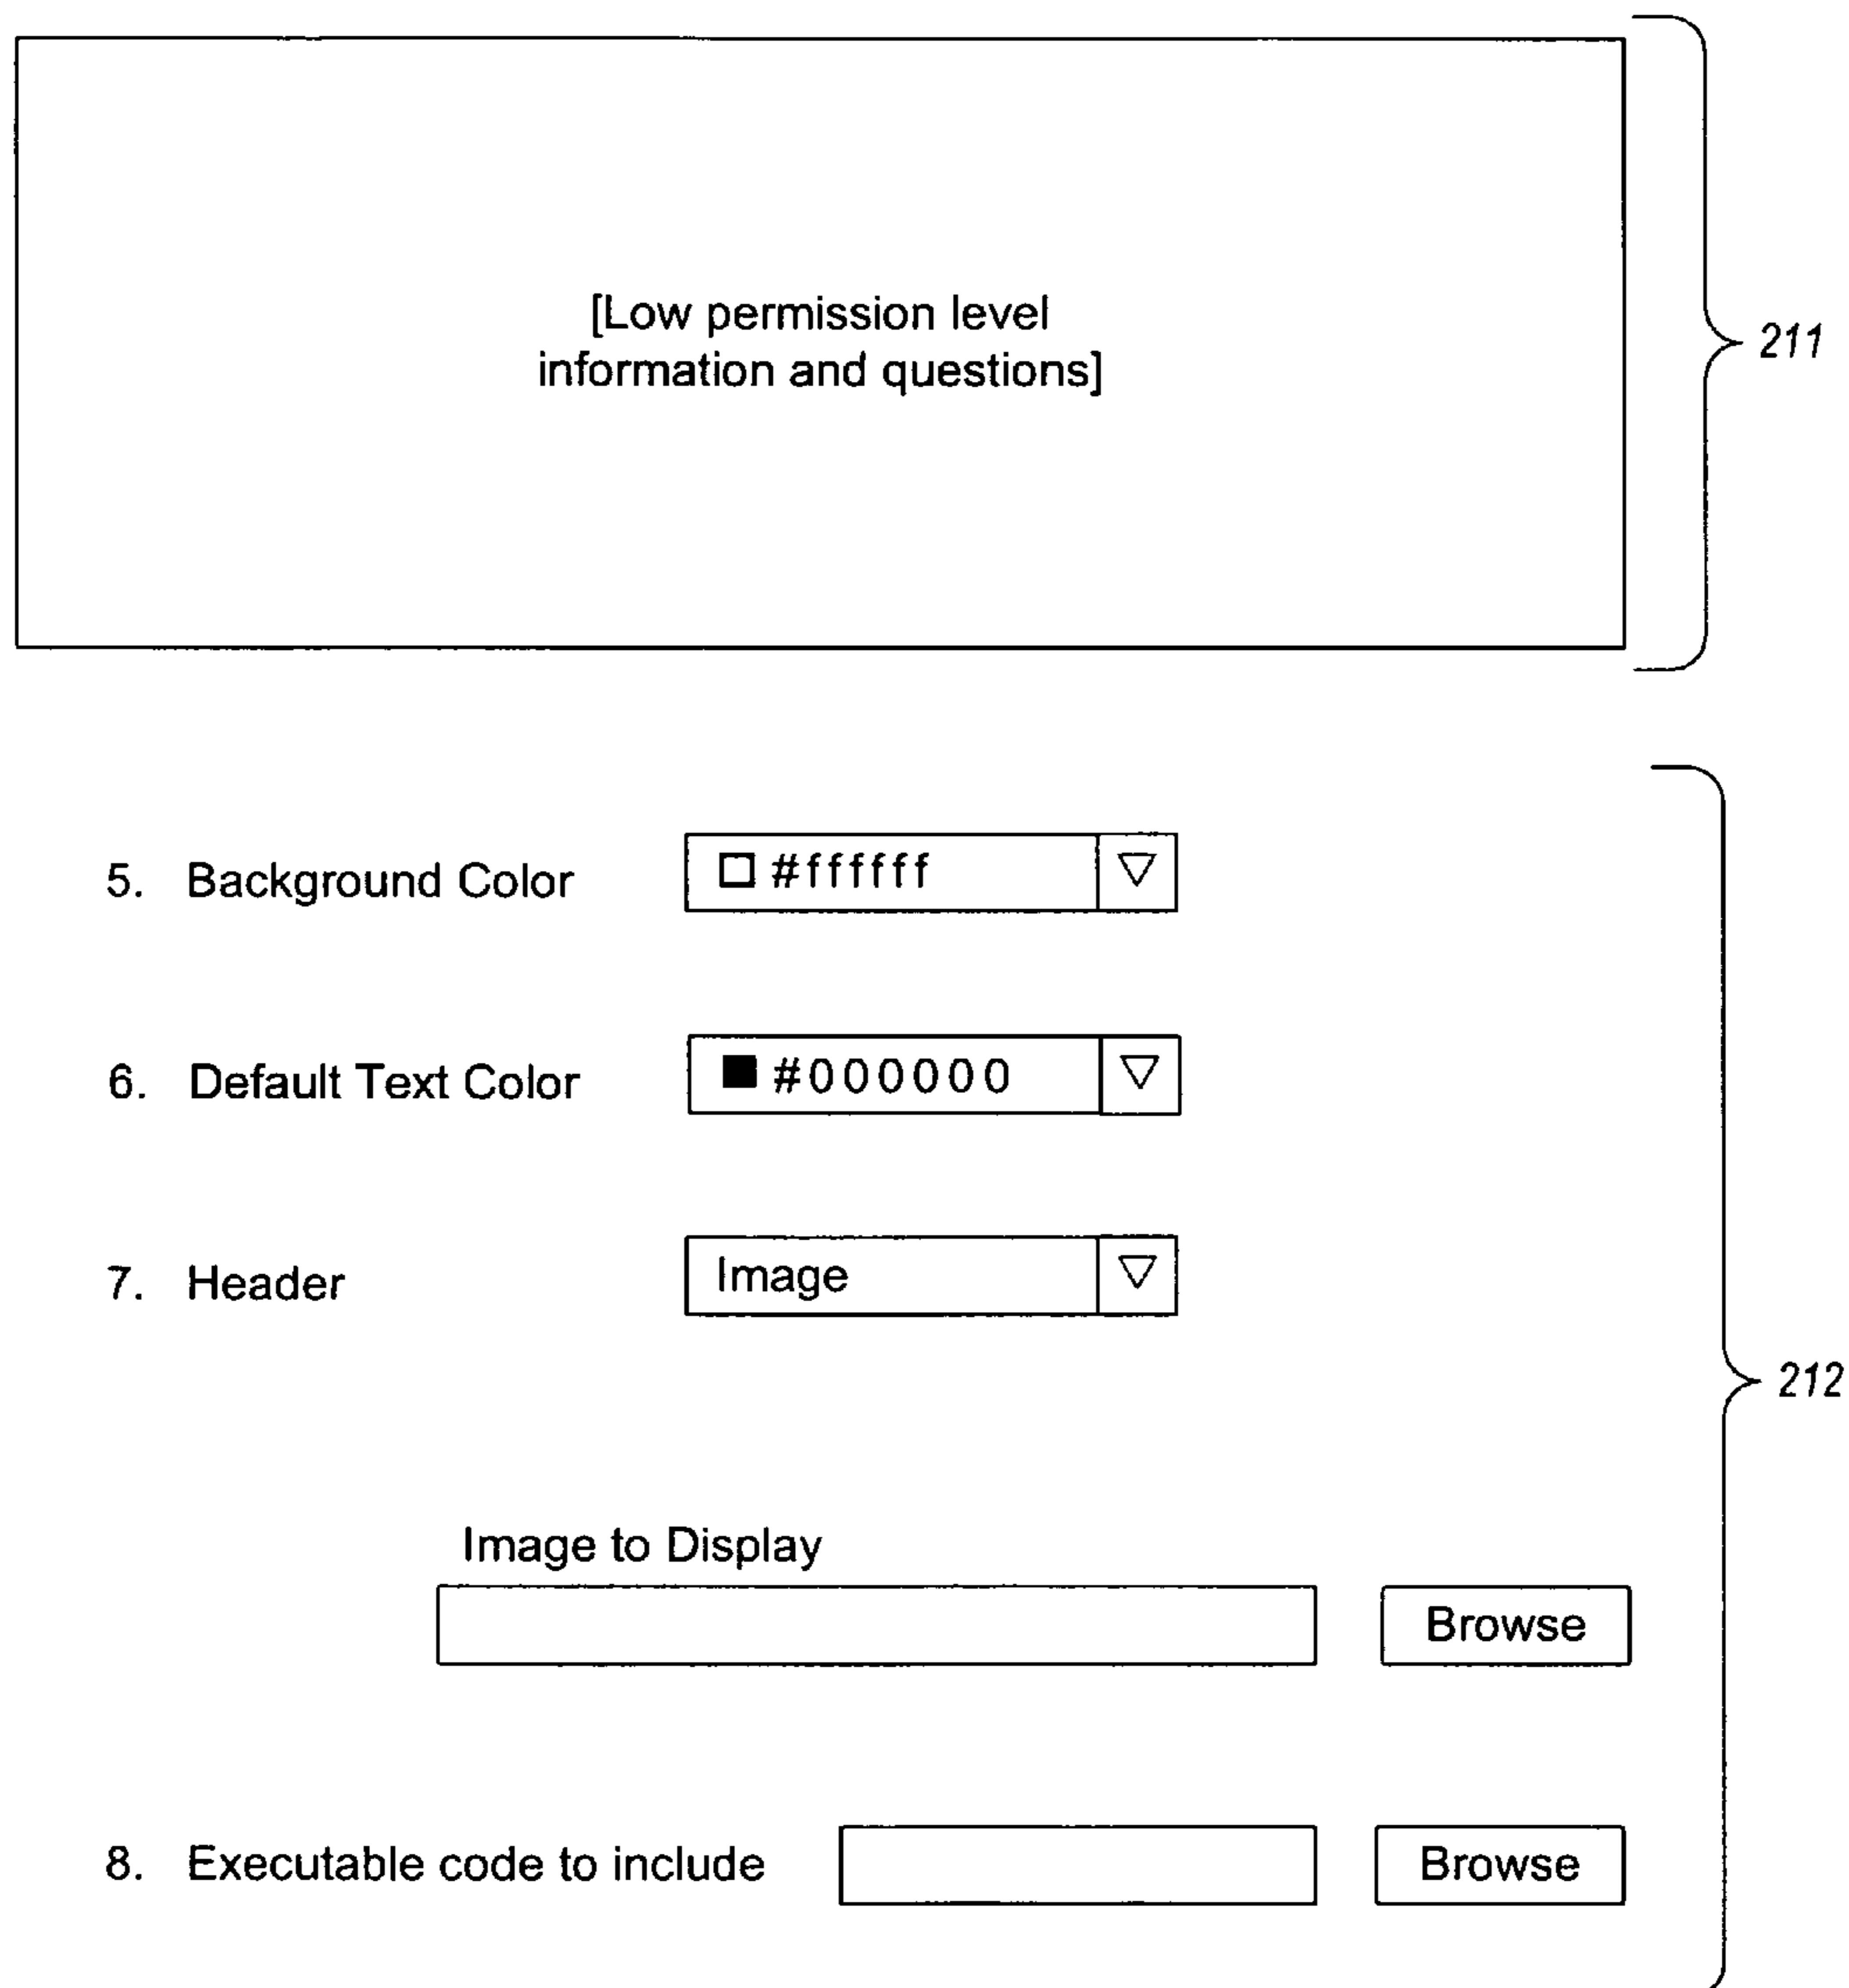 [Low permission level
information and questions]
211
5. Background Color #ffffff
6. Default Text Color #000000
7. Header Image
212
Image to Display
Browse
8. Executable code to include Browse